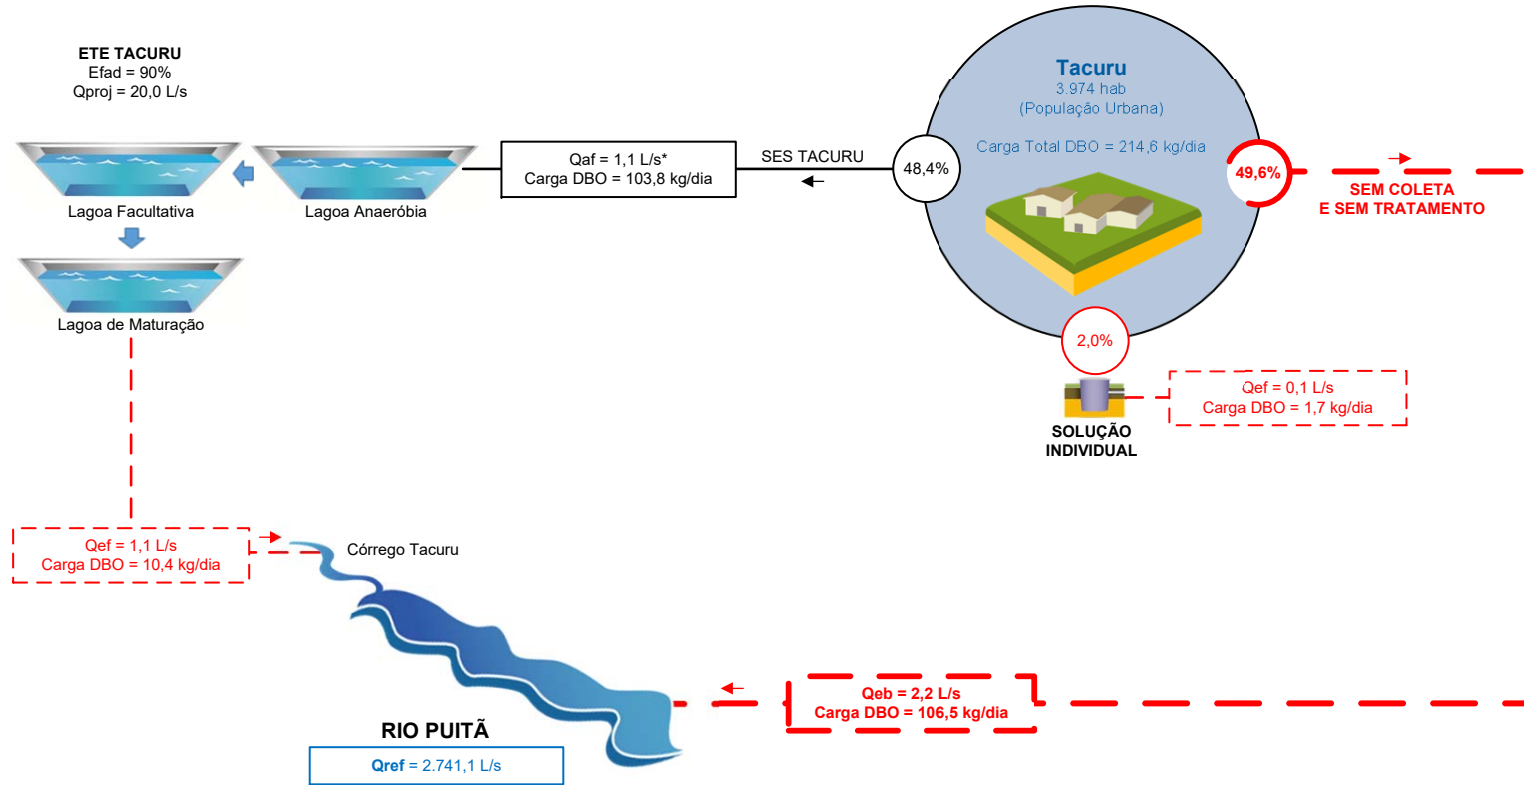 ETE TACURU
Efad = 90%
Qproj = 20,0 L/s
Lagoa Facultativa
Lagoa Anaeróbia
Lagoa de Maturação
Qaf = 1,1 L/s*
Carga DBO = 103,8 kg/dia
SES TACURU
48,4%
Tacuru
3.974 hab
(População Urbana)
Carga Total DBO = 214,6 kg/dia
49,6%
SEM COLETA
E SEM TRATAMENTO
2,0%
SOLUÇÃO
INDIVIDUAL
Qef = 0,1 L/s
Carga DBO = 1,7 kg/dia
Qef = 1,1 L/s
Carga DBO = 10,4 kg/dia
Córrego Tacuru
Qeb = 2,2 L/s
Carga DBO = 106,5 kg/dia
RIO PUITÃ
Qref = 2.741,1 L/s